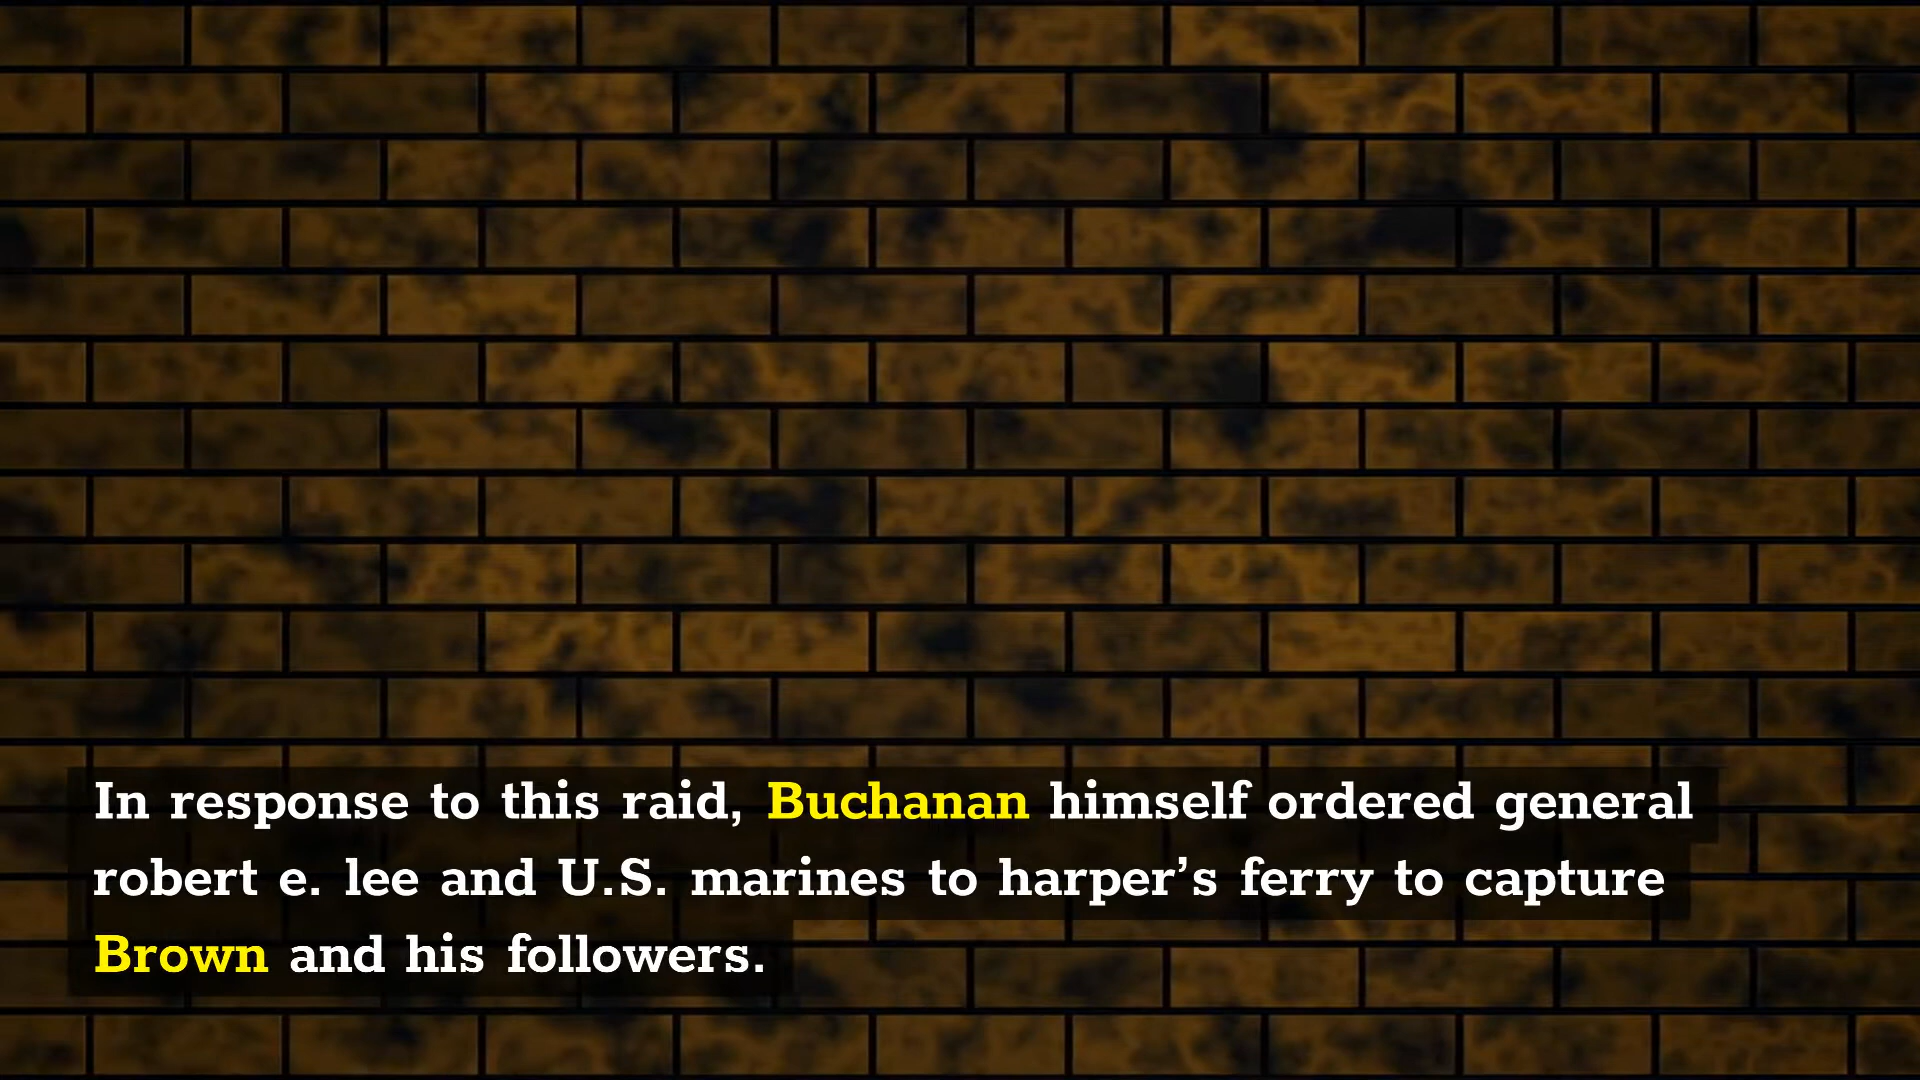 In response to this raid, Buchanan himself ordered general
robert e. lee and U.S. marines to harper’s ferry to capture
Brown and his followers.